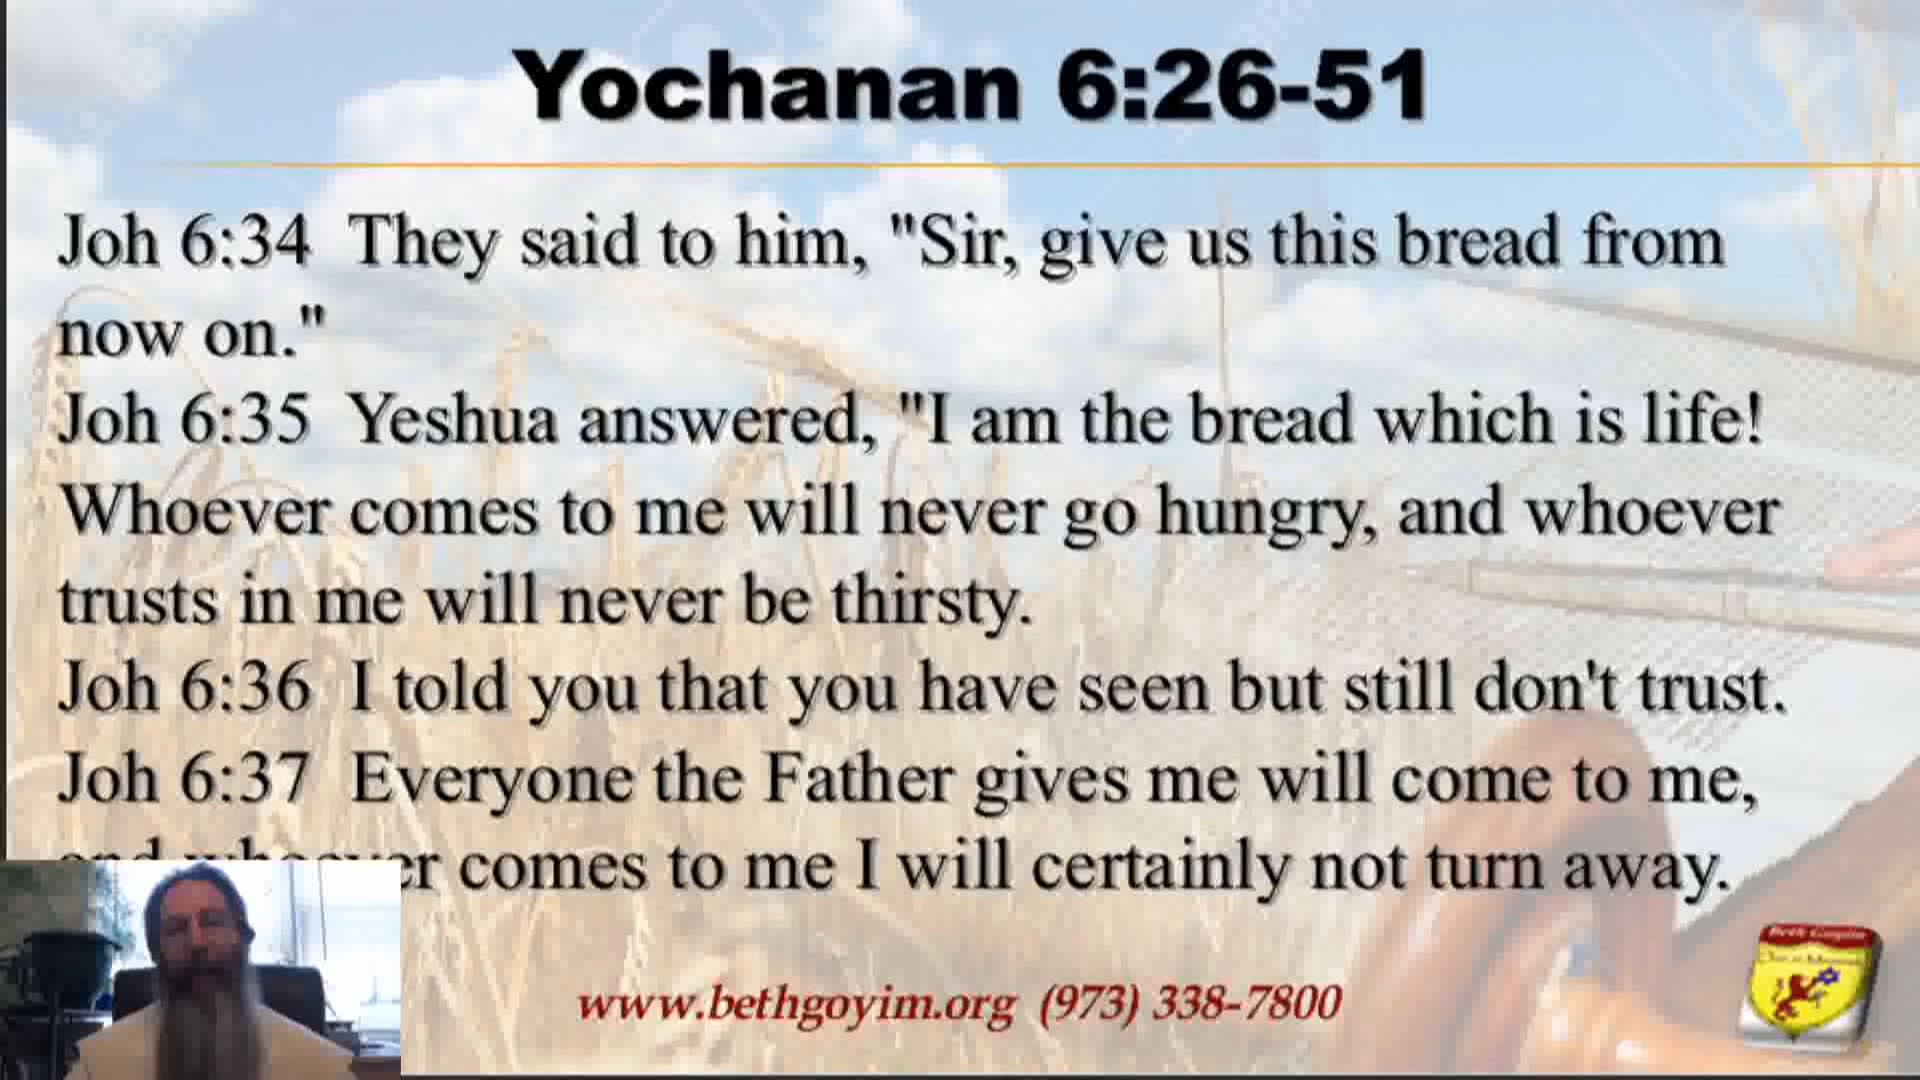 Yochanan 6:26-51
Joh 6:34 They said to him, "Sir, give us this bread from
now on."
Joh 6:35 Yeshua answered, "I am the bread which is life!
Whoever comes to me will never go hungry, and whoever
trusts in me will never be thirsty.
Joh 6:36 I told you that you have seen but still don't trust.
Joh 6:37 Everyone the Father gives me will come to me,
and whoever comes to me I will certainly not turn away.
www.bethgoyim.org (973) 338-7800
Beth Goyim